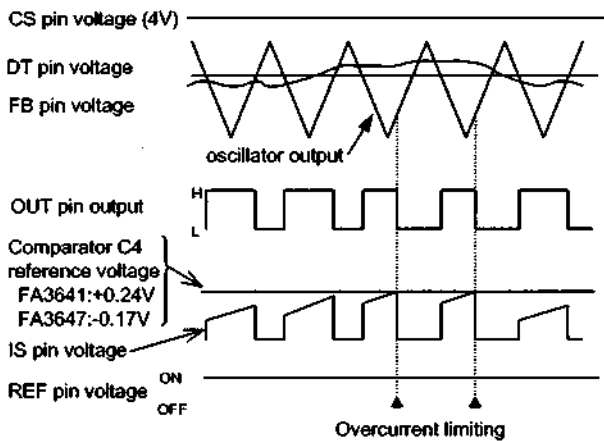 CS pin voltage (4V)
DT pin voltage
FB pin voltage
oscillator output
OUT pin output
H
L
Comparator C4
reference voltage
FA3641:+0.24V
FA3647:-0.17V
IS pin voltage
REF pin voltage
ON
OFF
Overcurrent limiting